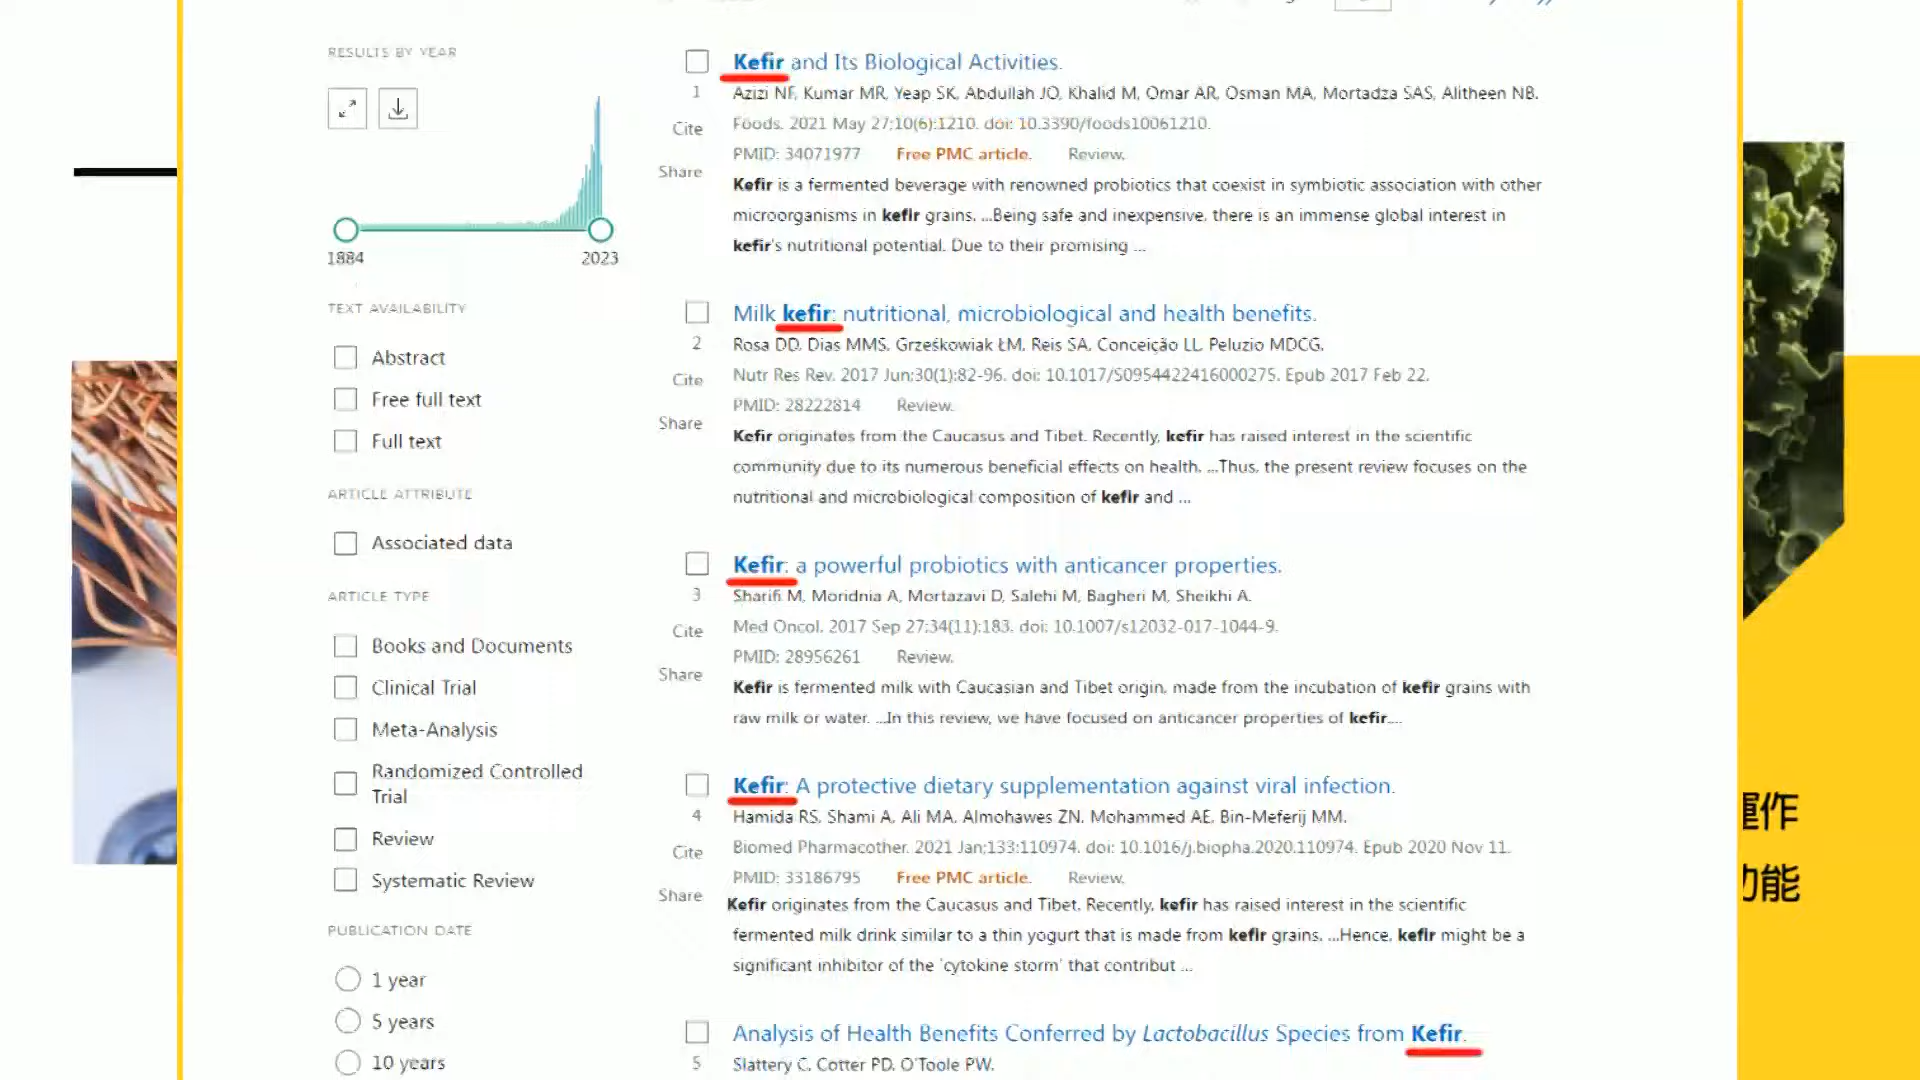 RESULTS BY YEAR
1884
2023
TEXT AVAILABILITY
Abstract
Free full text
Full text
ARTICLE ATTRIBUTE
Associated data
ARTICLE TYPE
Books and Documents
Clinical Trial
Meta-Analysis
Randomized Controlled
Trial
Review
Systematic Review
PUBLICATION DATE
1 year
5 years
10 years
Kefir and Its Biological Activities.
1
Azizi NF, Kumar MR, Yeap SK, Abdullah JO, Khalid M, Omar AR, Osman MA, Mortadza SAS, Alitheen NB.
Cite
Foods. 2021 May 27;10(6):1210. doi: 10.3390/foods10061210.
PMID: 34071977 Free PMC article. Review.
Share
Kefir is a fermented beverage with renowned probiotics that coexist in symbiotic association with other
microorganisms in kefir grains. ...Being safe and inexpensive, there is an immense global interest in
kefir's nutritional potential. Due to their promising ...
Milk kefir: nutritional, microbiological and health benefits.
2
Rosa DD, Dias MMS, Grześkowiak ŁM, Reis SA, Conceição LL, Peluzio MDCG.
Cite
Nutr Res Rev. 2017 Jun;30(1):82-96. doi: 10.1017/S0954422416000275. Epub 2017 Feb 22.
PMID: 28222814 Review.
Share
Kefir originates from the Caucasus and Tibet. Recently, kefir has raised interest in the scientific
community due to its numerous beneficial effects on health. ...Thus, the present review focuses on the
nutritional and microbiological composition of kefir and ...
Kefir: a powerful probiotics with anticancer properties.
3
Sharifi M, Moridnia A, Mortazavi D, Salehi M, Bagheri M, Sheikhi A.
Cite
Med Oncol. 2017 Sep 27;34(11):183. doi: 10.1007/s12032-017-1044-9.
PMID: 28956261 Review.
Share
Kefir is fermented milk with Caucasian and Tibet origin, made from the incubation of kefir grains with
raw milk or water. ...In this review, we have focused on anticancer properties of kefir....
Kefir: A protective dietary supplementation against viral infection.
4
Hamida RS, Shami A, Ali MA, Almohawes ZN, Mohammed AE, Bin-Meferij MM.
Cite
Biomed Pharmacother. 2021 Jan;133:110974. doi: 10.1016/j.biopha.2020.110974. Epub 2020 Nov 11.
PMID: 33186795 Free PMC article. Review.
Share
Kefir originates from the Caucasus and Tibet. Recently, kefir has raised interest in the scientific
fermented milk drink similar to a thin yogurt that is made from kefir grains. ...Hence, kefir might be a
significant inhibitor of the 'cytokine storm' that contribut ...
Analysis of Health Benefits Conferred by Lactobacillus Species from Kefir.
5
Slattery C, Cotter PD, O'Toole PW.
運作
功能